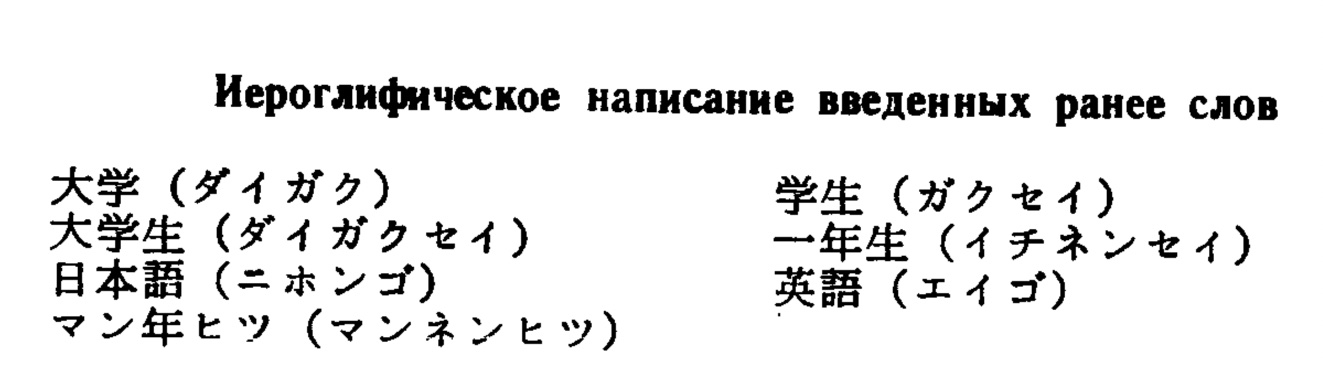 Иероглифическое написание введенных ранее слов
大学 (ダイガク)
大学生 (ダイガクセイ)
日本語 (ニホンゴ)
マン年ヒツ (マンネンヒツ)
学生 (ガクセイ)
一年生 (イチネンセイ)
英語 (エイゴ)